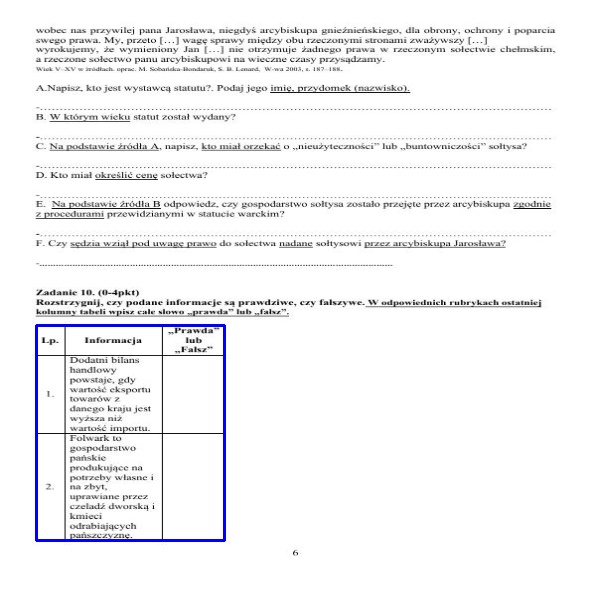 wobec nas przywilej pana Jarosława, niegdyś arcybiskupa gnieźnieńskiego, dla obrony, ochrony i poparcia
swego prawa. My, przeto […] wagę sprawy między obu rzeczonymi stronami zważywszy […]
wyrokujemy, że wymieniony Jan […] nie otrzymuje żadnego prawa w rzeczonym sołectwie chełmskim,
a rzeczone sołectwo panu arcybiskupowi na wieczne czasy przysądzamy.
Wiek V–XV w źródłach. oprac. M. Sobańska-Bondaruk, S. B. Lenard, W-wa 2003, s. 187–188.
A.Napisz, kto jest wystawcą statutu?. Podaj jego imię, przydomek (nazwisko).
-.....................................................................................................................
B. W którym wieku statut został wydany?
-.....................................................................................................................
C. Na podstawie źródła A, napisz, kto miał orzekać o „nieużyteczności” lub „buntowniczości” sołtysa?
-.....................................................................................................................
D. Kto miał określić cenę sołectwa?
-.....................................................................................................................
E. Na podstawie źródła B odpowiedz, czy gospodarstwo sołtysa zostało przejęte przez arcybiskupa zgodnie
z procedurami przewidzianymi w statucie warckim?
-.....................................................................................................................
F. Czy sędzia wziął pod uwagę prawo do sołectwa nadane sołtysowi przez arcybiskupa Jarosława?
-.....................................................................................................................
Zadanie 10. (0-4pkt)
Rozstrzygnij, czy podane informacje są prawdziwe, czy fałszywe. W odpowiednich rubrykach ostatniej
kolumny tabeli wpisz całe słowo „prawda” lub „fałsz”.
Lp. Informacja „Prawda”
lub
„Fałsz”
1. Dodatni bilans
handlowy
powstaje, gdy
wartość eksportu
towarów z
danego kraju jest
wyższa niż
wartość importu.
2. Folwark to
gospodarstwo
pańskie
produkujące na
potrzeby własne i
na zbyt,
uprawiane przez
czeladź dworską i
kmieci
odrabiających
pańszczyznę.
6